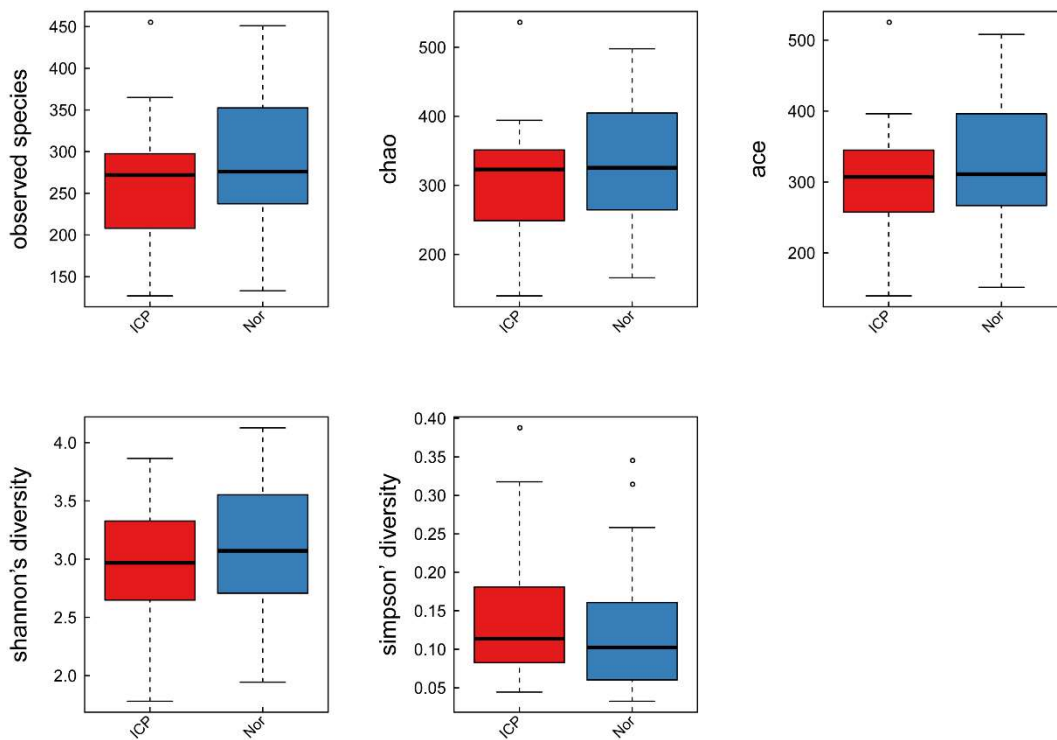 observed species
450
400
350
300
250
200
150
ICP
Nor
chao
500
400
300
200
ICP
Nor
ace
500
400
300
200
ICP
Nor
shannon's diversity
4.0
3.5
3.0
2.5
2.0
ICP
Nor
simpson' diversity
0.40
0.35
0.30
0.25
0.20
0.15
0.10
0.05
ICP
Nor